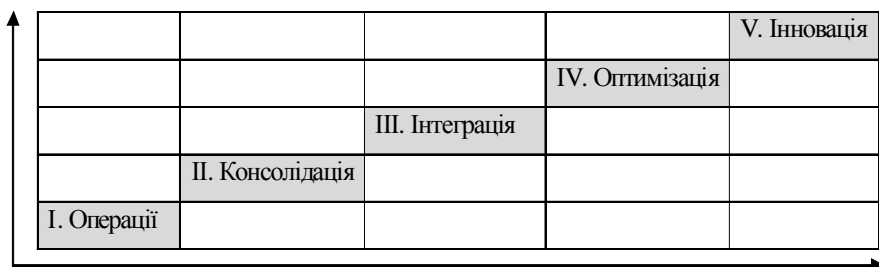 V. Інновація
IV. Оптимізація
III. Інтеграція
II. Консолідація
I. Операції